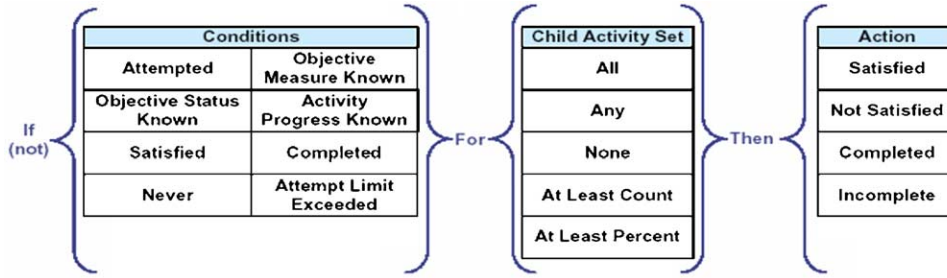 If
(not)
Conditions
Attempted
Objective
Measure Known
Objective Status
Known
Activity
Progress Known
Satisfied
Completed
Never
Attempt Limit
Exceeded
For
Child Activity Set
All
Any
None
At Least Count
At Least Percent
Then
Action
Satisfied
Not Satisfied
Completed
Incomplete